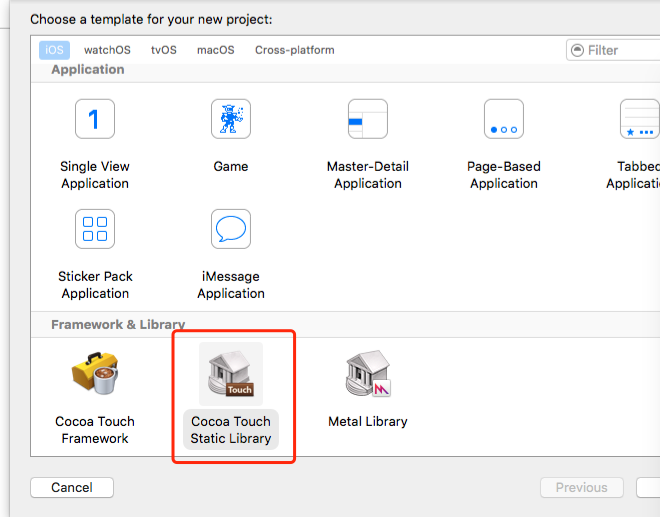 Choose a template for your new project:
iOS watchOS tvOS macOS Cross-platform Filter
Application
1
Single View Application
Game
Master-Detail Application
Page-Based Application
Tabbed
Sticker Pack Application
iMessage Application
Framework & Library
Touch
Cocoa Touch Framework
Cocoa Touch Static Library
Metal Library
Cancel
Previous